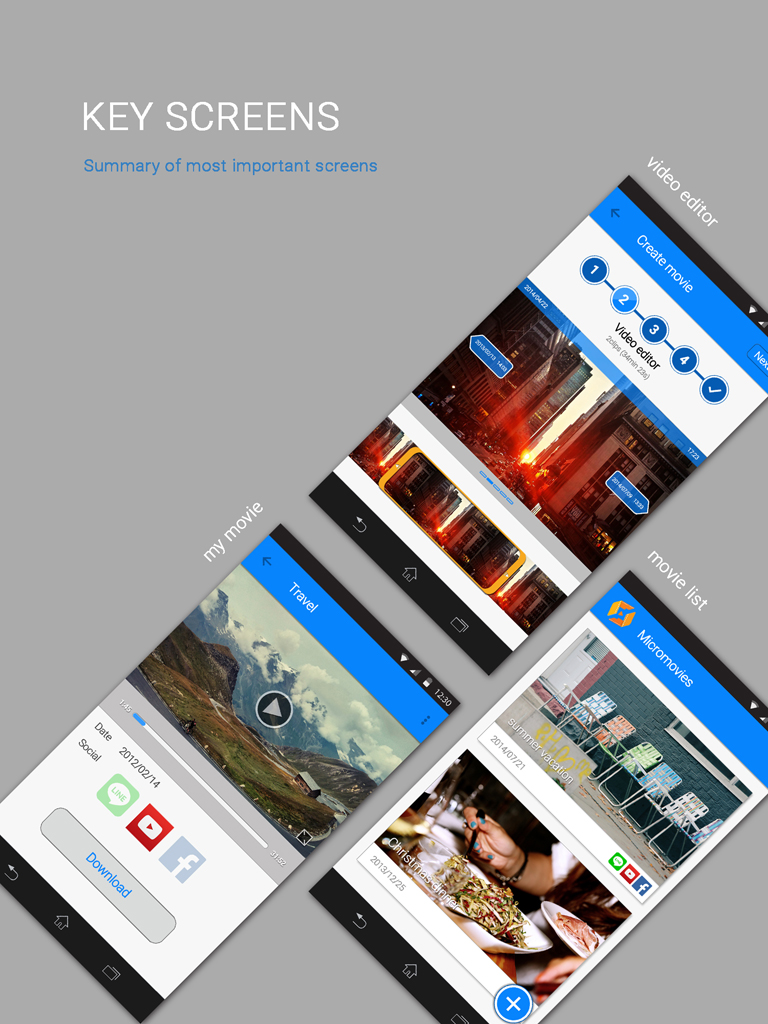 KEY SCREENS
Summary of most important screens
video editor
Create movie
1
2
3
4
Next
Video editor
2clips (34min 23s)
2014/04/22
17:23
my movie
12:30
Travel
1:45
31:52
Date 2012/02/14
Social
LINE
Download
movie list
Micromovies
Summer vacation
2014/07/21
Christmas dinner
2013/12/25